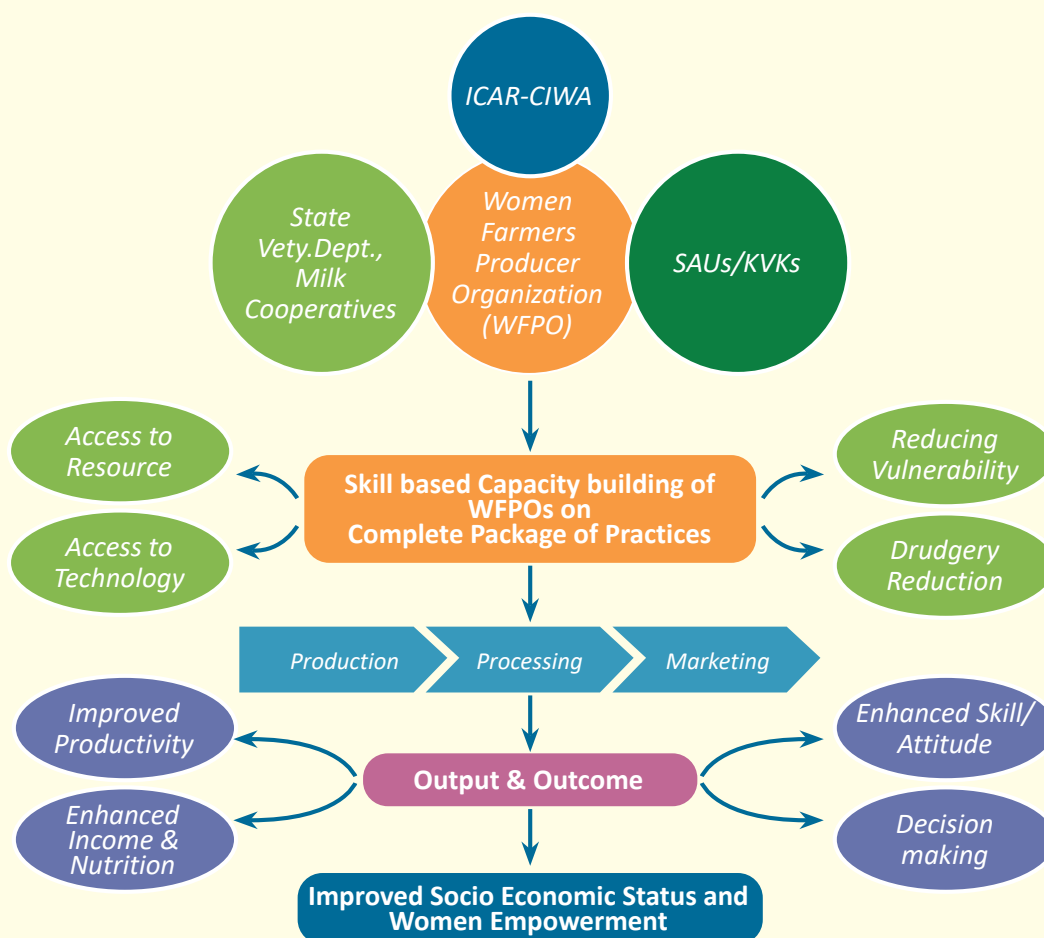 ICAR-CIWA
State
Vety.Dept.,
Milk
Cooperatives
Women
Farmers
Producer
Organization
(WFPO)
SAUs/KVKs
Access to
Resource
Access to
Technology
Skill based Capacity building of
WFPOs on
Complete Package of Practices
Reducing
Vulnerability
Drudgery
Reduction
Production
Processing
Marketing
Improved
Productivity
Enhanced
Income &
Nutrition
Output & Outcome
Enhanced Skill/
Attitude
Decision
making
Improved Socio Economic Status and
Women Empowerment